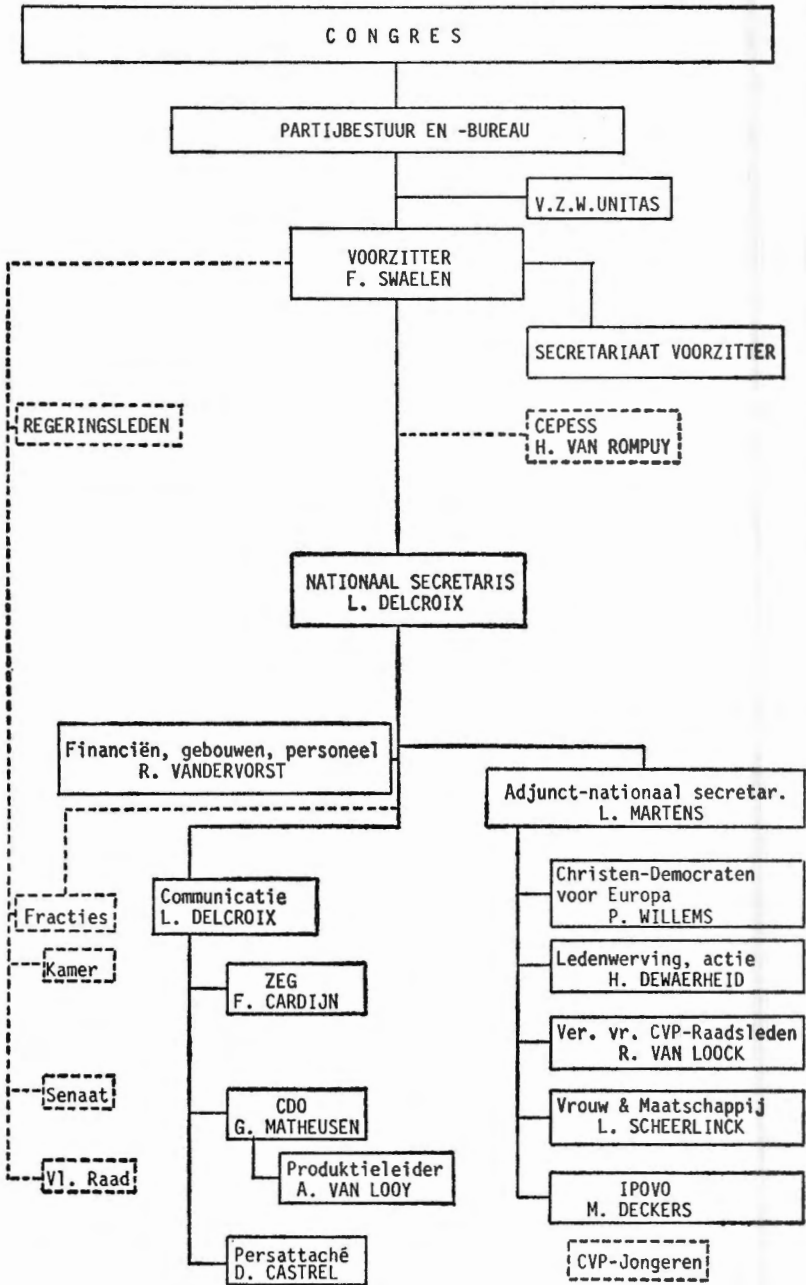 CONGRES
PARTIJBESTUUR EN -BUREAU
V.Z.W.UNITAS
VOORZITTER
F. SWAELEN
SECRETARIAAT VOORZITTER
REGERINGSLEDEN
CEPESS
H. VAN ROMPUY
NATIONAAL SECRETARIS
L. DELCROIX
Financiën, gebouwen, personeel
R. VANDERVORST
Adjunct-nationaal secretar.
L. MARTENS
Fracties
Kamer
Senaat
Vl. Raad
Communicatie
L. DELCROIX
ZEG
F. CARDIJN
CDO
G. MATHEUSEN
Produktieleider
A. VAN LOOY
Persattaché
D. CASTREL
Christen-Democraten
voor Europa
P. WILLEMS
Ledenwerving, actie
H. DEWAERHEID
Ver. vr. CVP-Raadsleden
R. VAN LOOCK
Vrouw & Maatschappij
L. SCHEERLINCK
IPOVO
M. DECKERS
CVP-Jongeren